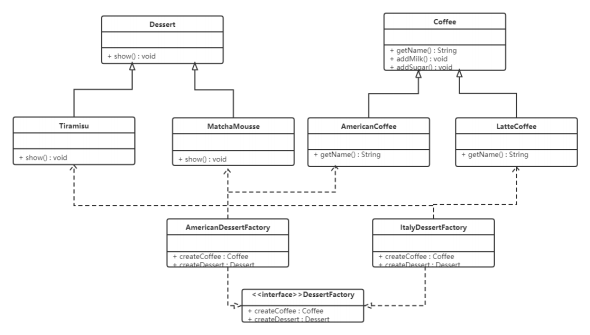 Dessert
+ show() : void
Coffee
+ getName() : String
+ addMilk() : void
+ addSugar() : void
Tiramisu
+ show() : void
MatchaMousse
+ show() : void
AmericanCoffee
+ getName() : String
LatteCoffee
+ getName() : String
AmericanDessertFactory
+ createCoffee : Coffee
+ createDessert : Dessert
ItalyDessertFactory
+ createCoffee : Coffee
+ createDessert : Dessert
<<interface>>DessertFactory
+ createCoffee : Coffee
+ createDessert : Dessert